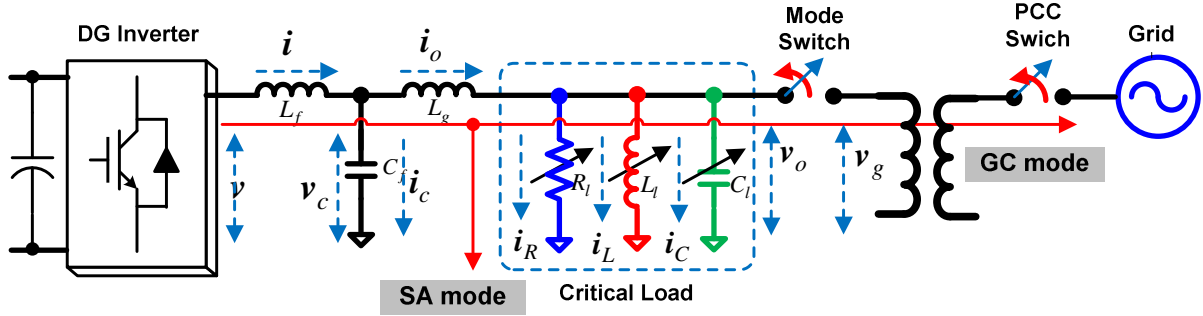 DG Inverter
i
i_o
Mode
Switch
PCC
Swich
Grid
L_f
L_g
v
v_c
C_f
i_c
R_l
L_l
C_l
v_o
v_g
GC mode
i_R
i_L
i_C
SA mode
Critical Load